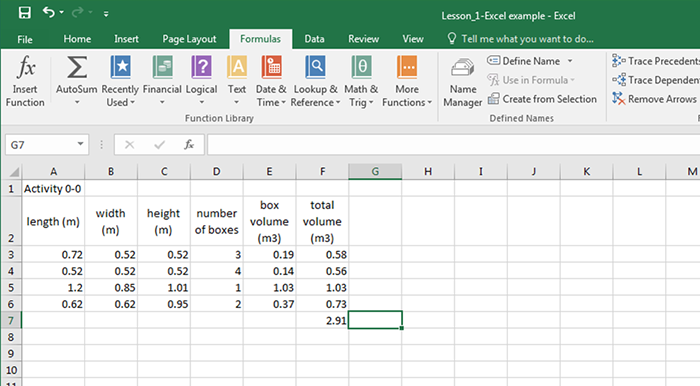 Lesson_1-Excel example - Excel
File Home Insert Page Layout Formulas Data Review View Tell me what you want to do...
fx Σ ? A θ Define Name Trace Precedents
Use in Formula Trace Dependen
Insert AutoSum Recently Financial Logical Text Date & Lookup & Math & More Name Create from Selection Remove Arrows
Function Used Time Reference Trig Functions Manager
Function Library Defined Names
G7 fx
A B C D E F G H I J K L M
1 Activity 0-0
2 length (m) width (m) height (m) number of boxes box volume (m3) total volume (m3)
3 0.72 0.52 0.52 3 0.19 0.58
4 0.52 0.52 0.52 4 0.14 0.56
5 1.2 0.85 1.01 1 1.03 1.03
6 0.62 0.62 0.95 2 0.37 0.73
7 2.91
8
9
10